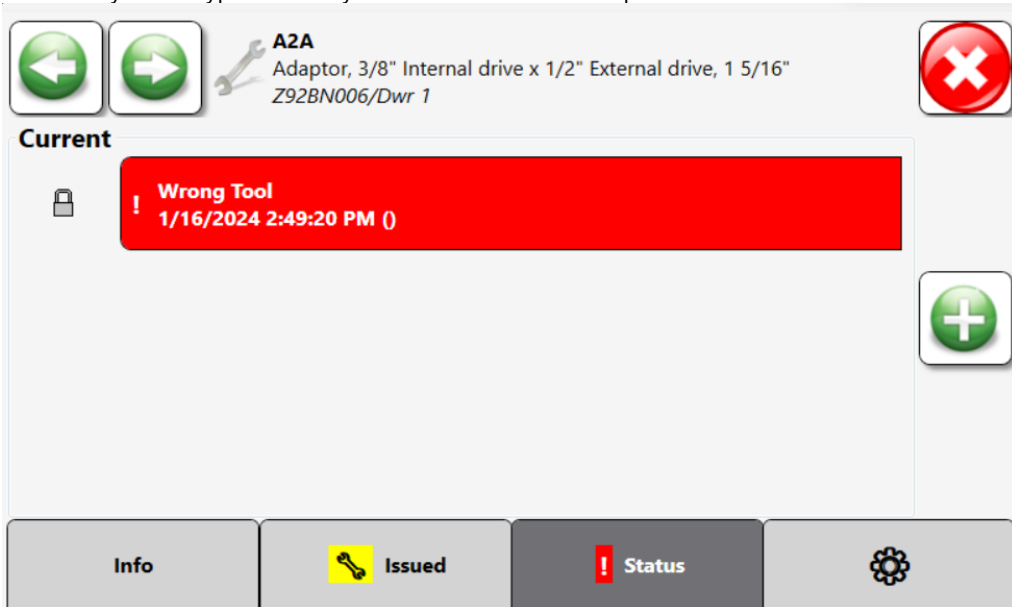 A2A
Adaptor, 3/8" Internal drive x 1/2" External drive, 1 5/16"
Z92BN006/Dwr 1
Current
! Wrong Tool
1/16/2024 2:49:20 PM ()
Info
Issued
! Status